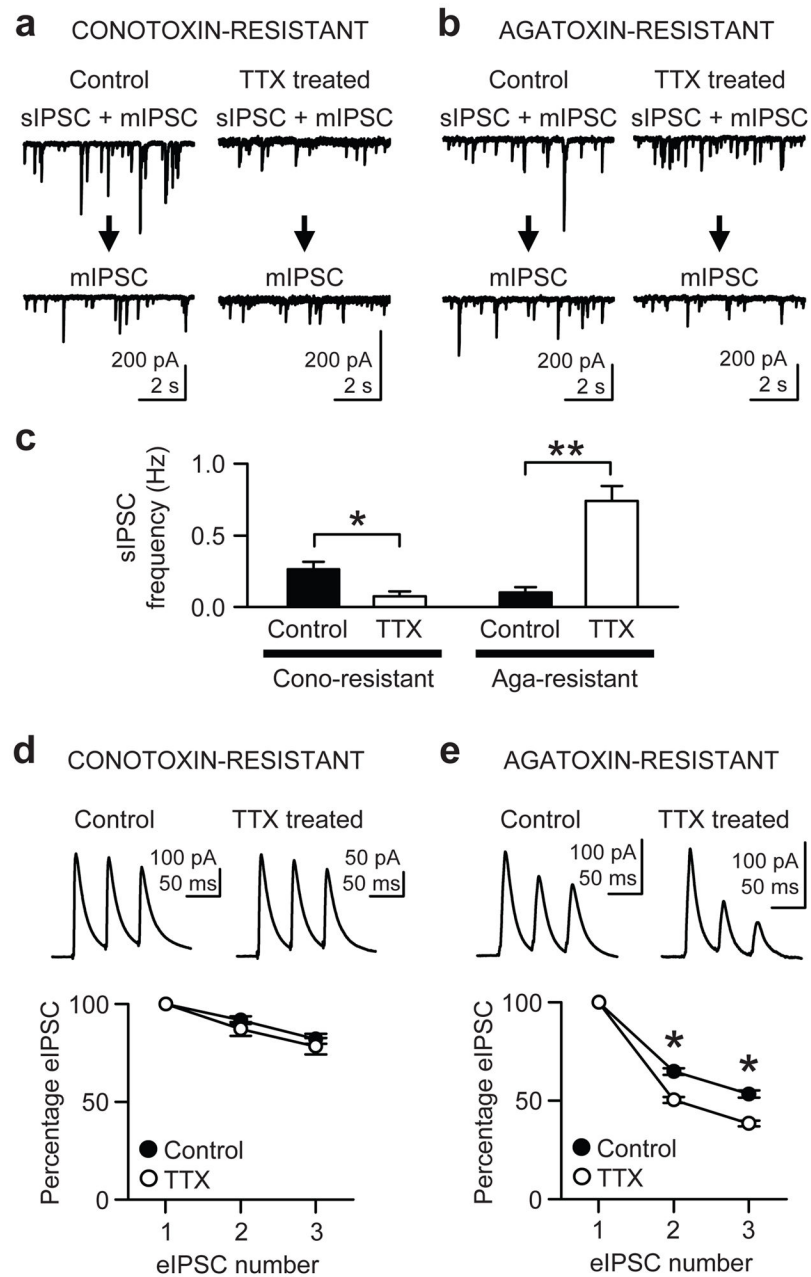 a CONOTOXIN-RESISTANT
Control TTX treated
sIPSC + mIPSC sIPSC + mIPSC
mIPSC mIPSC
200 pA 200 pA
2 s 2 s
b AGATOXIN-RESISTANT
Control TTX treated
sIPSC + mIPSC sIPSC + mIPSC
mIPSC mIPSC
200 pA 200 pA
2 s 2 s
c
sIPSC
frequency (Hz)
1.0
0.5
0.0
* **
Control TTX Control TTX
Cono-resistant Aga-resistant
d CONOTOXIN-RESISTANT
Control TTX treated
100 pA 50 pA
50 ms 50 ms
Percentage eIPSC
100
50
0
Control
TTX
1 2 3
eIPSC number
e AGATOXIN-RESISTANT
Control TTX treated
100 pA 100 pA
50 ms 50 ms
Percentage eIPSC
100
50
0
* *
Control
TTX
1 2 3
eIPSC number